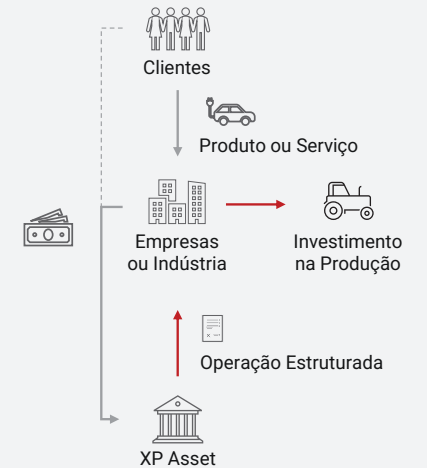 Clientes
Produto ou Serviço
Empresas
ou Indústria
Investimento
na Produção
Operação Estruturada
XP Asset